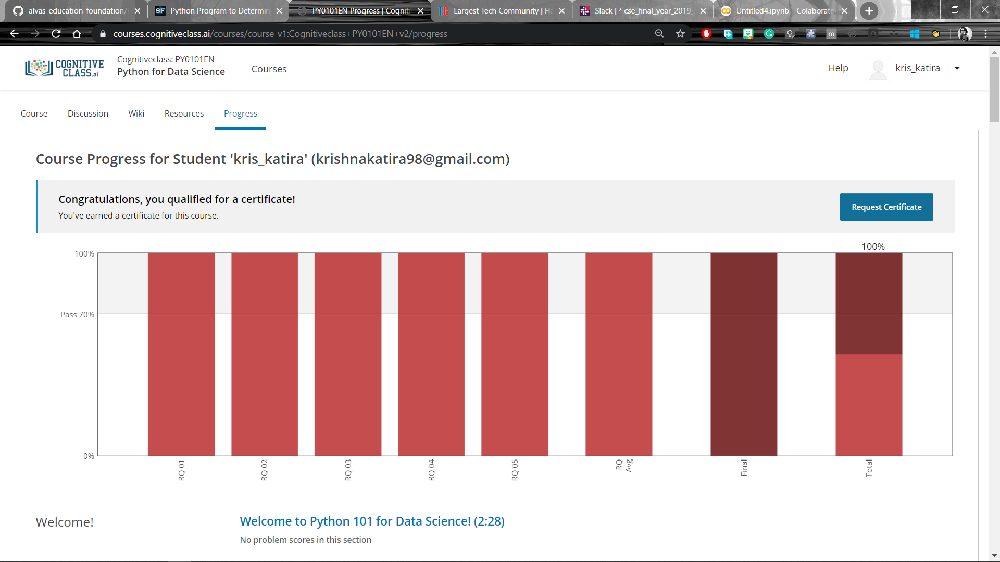 alvas-education-foundation/
SF Python Program to Determin
PY0101EN Progress | Cogniti
TG Largest Tech Community | Ha
Slack | * cse_final_year_2019_
Untitled4.ipynb - Colaborato
courses.cognitiveclass.ai/courses/course-v1:Cognitiveclass+PY0101EN+v2/progress
m
COGNITIVE
CLASS.ai
Cognitiveclass: PY0101EN
Python for Data Science
Courses
Help
kris_katira
Course
Discussion
Wiki
Resources
Progress
Course Progress for Student 'kris_katira' (krishnakatira98@gmail.com)
Congratulations, you qualified for a certificate!
You've earned a certificate for this course.
Request Certificate
100%
100%
Pass 70%
0%
RQ 01
RQ 02
RQ 03
RQ 04
RQ 05
RQ
Avg
Final
Total
Welcome!
Welcome to Python 101 for Data Science! (2:28)
No problem scores in this section